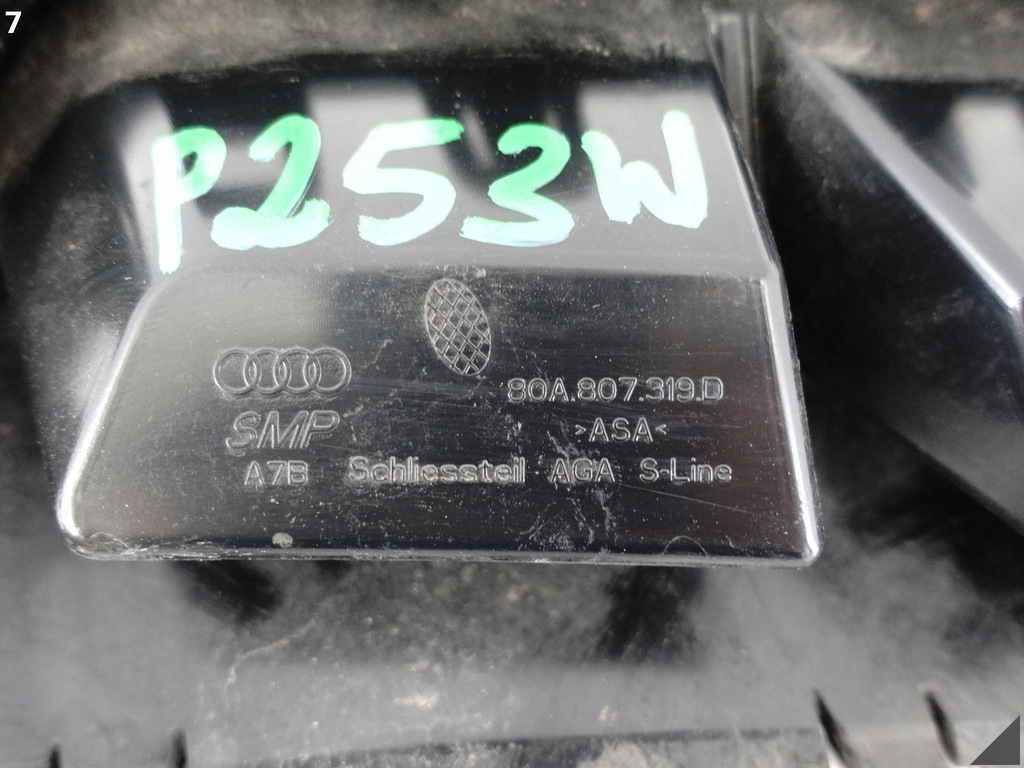 7
P253W
80A.807.319.D
SMP >ASA<
A7B Schliessteil AGA S-Line